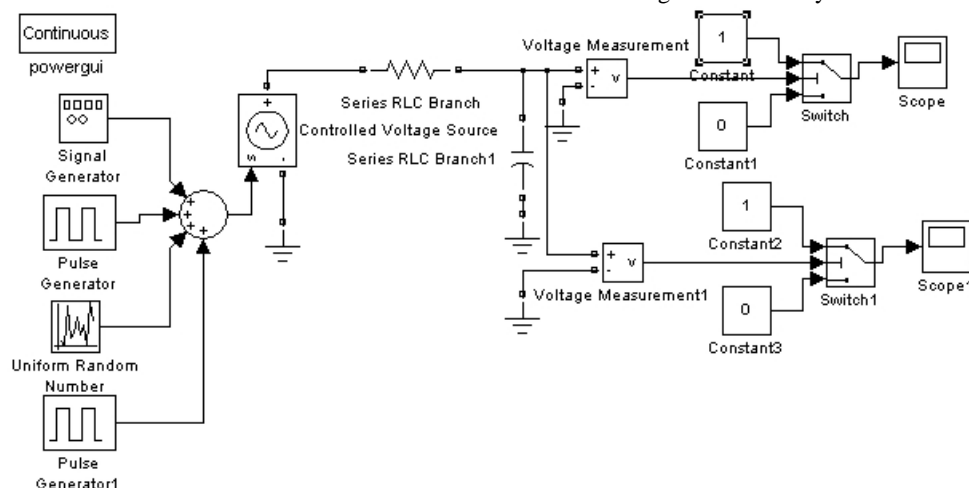 Continuous
powergui
Signal
Generator
Pulse
Generator
Uniform Random
Number
Pulse
Generator1
+
+
+
+
+
s
-
Controlled Voltage Source
Series RLC Branch
Series RLC Branch1
Voltage Measurement
+
-
v
Voltage Measurement1
+
-
v
1
Constant
0
Constant1
Switch
Scope
1
Constant2
0
Constant3
Switch1
Scope1